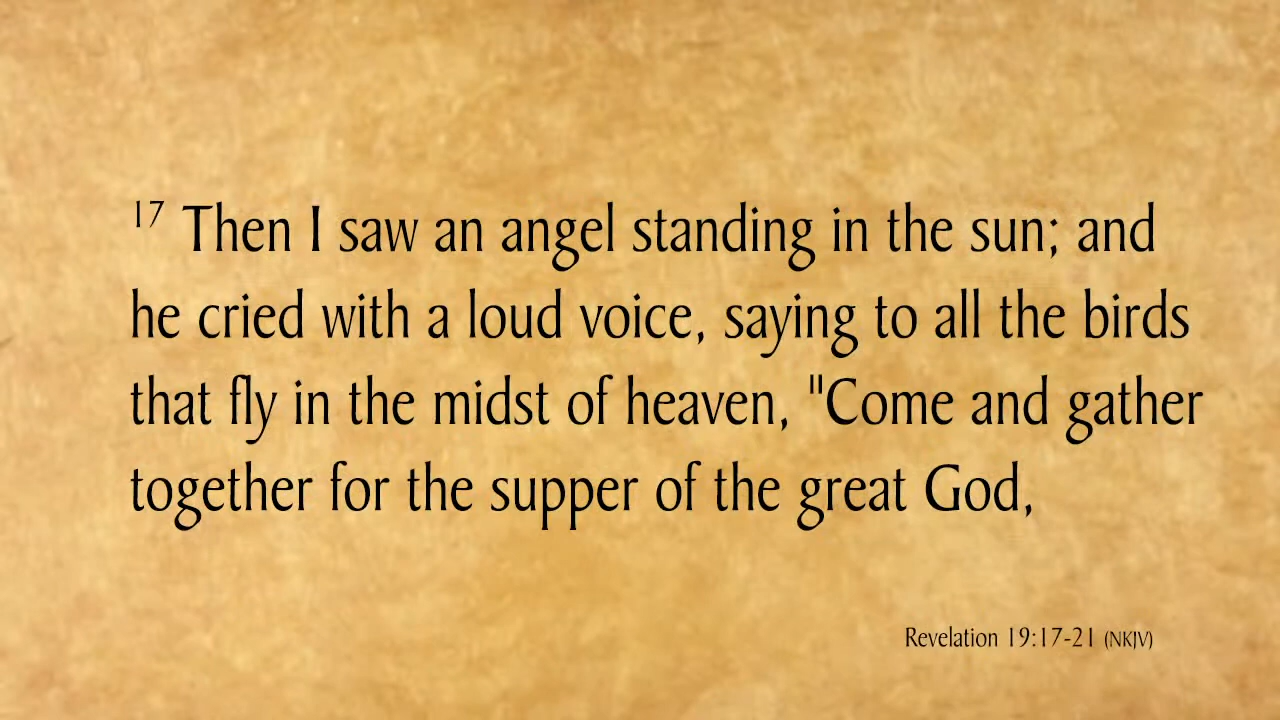 17 Then I saw an angel standing in the sun; and
he cried with a loud voice, saying to all the birds
that fly in the midst of heaven, "Come and gather
together for the supper of the great God,
Revelation 19:17-21 (NKJV)